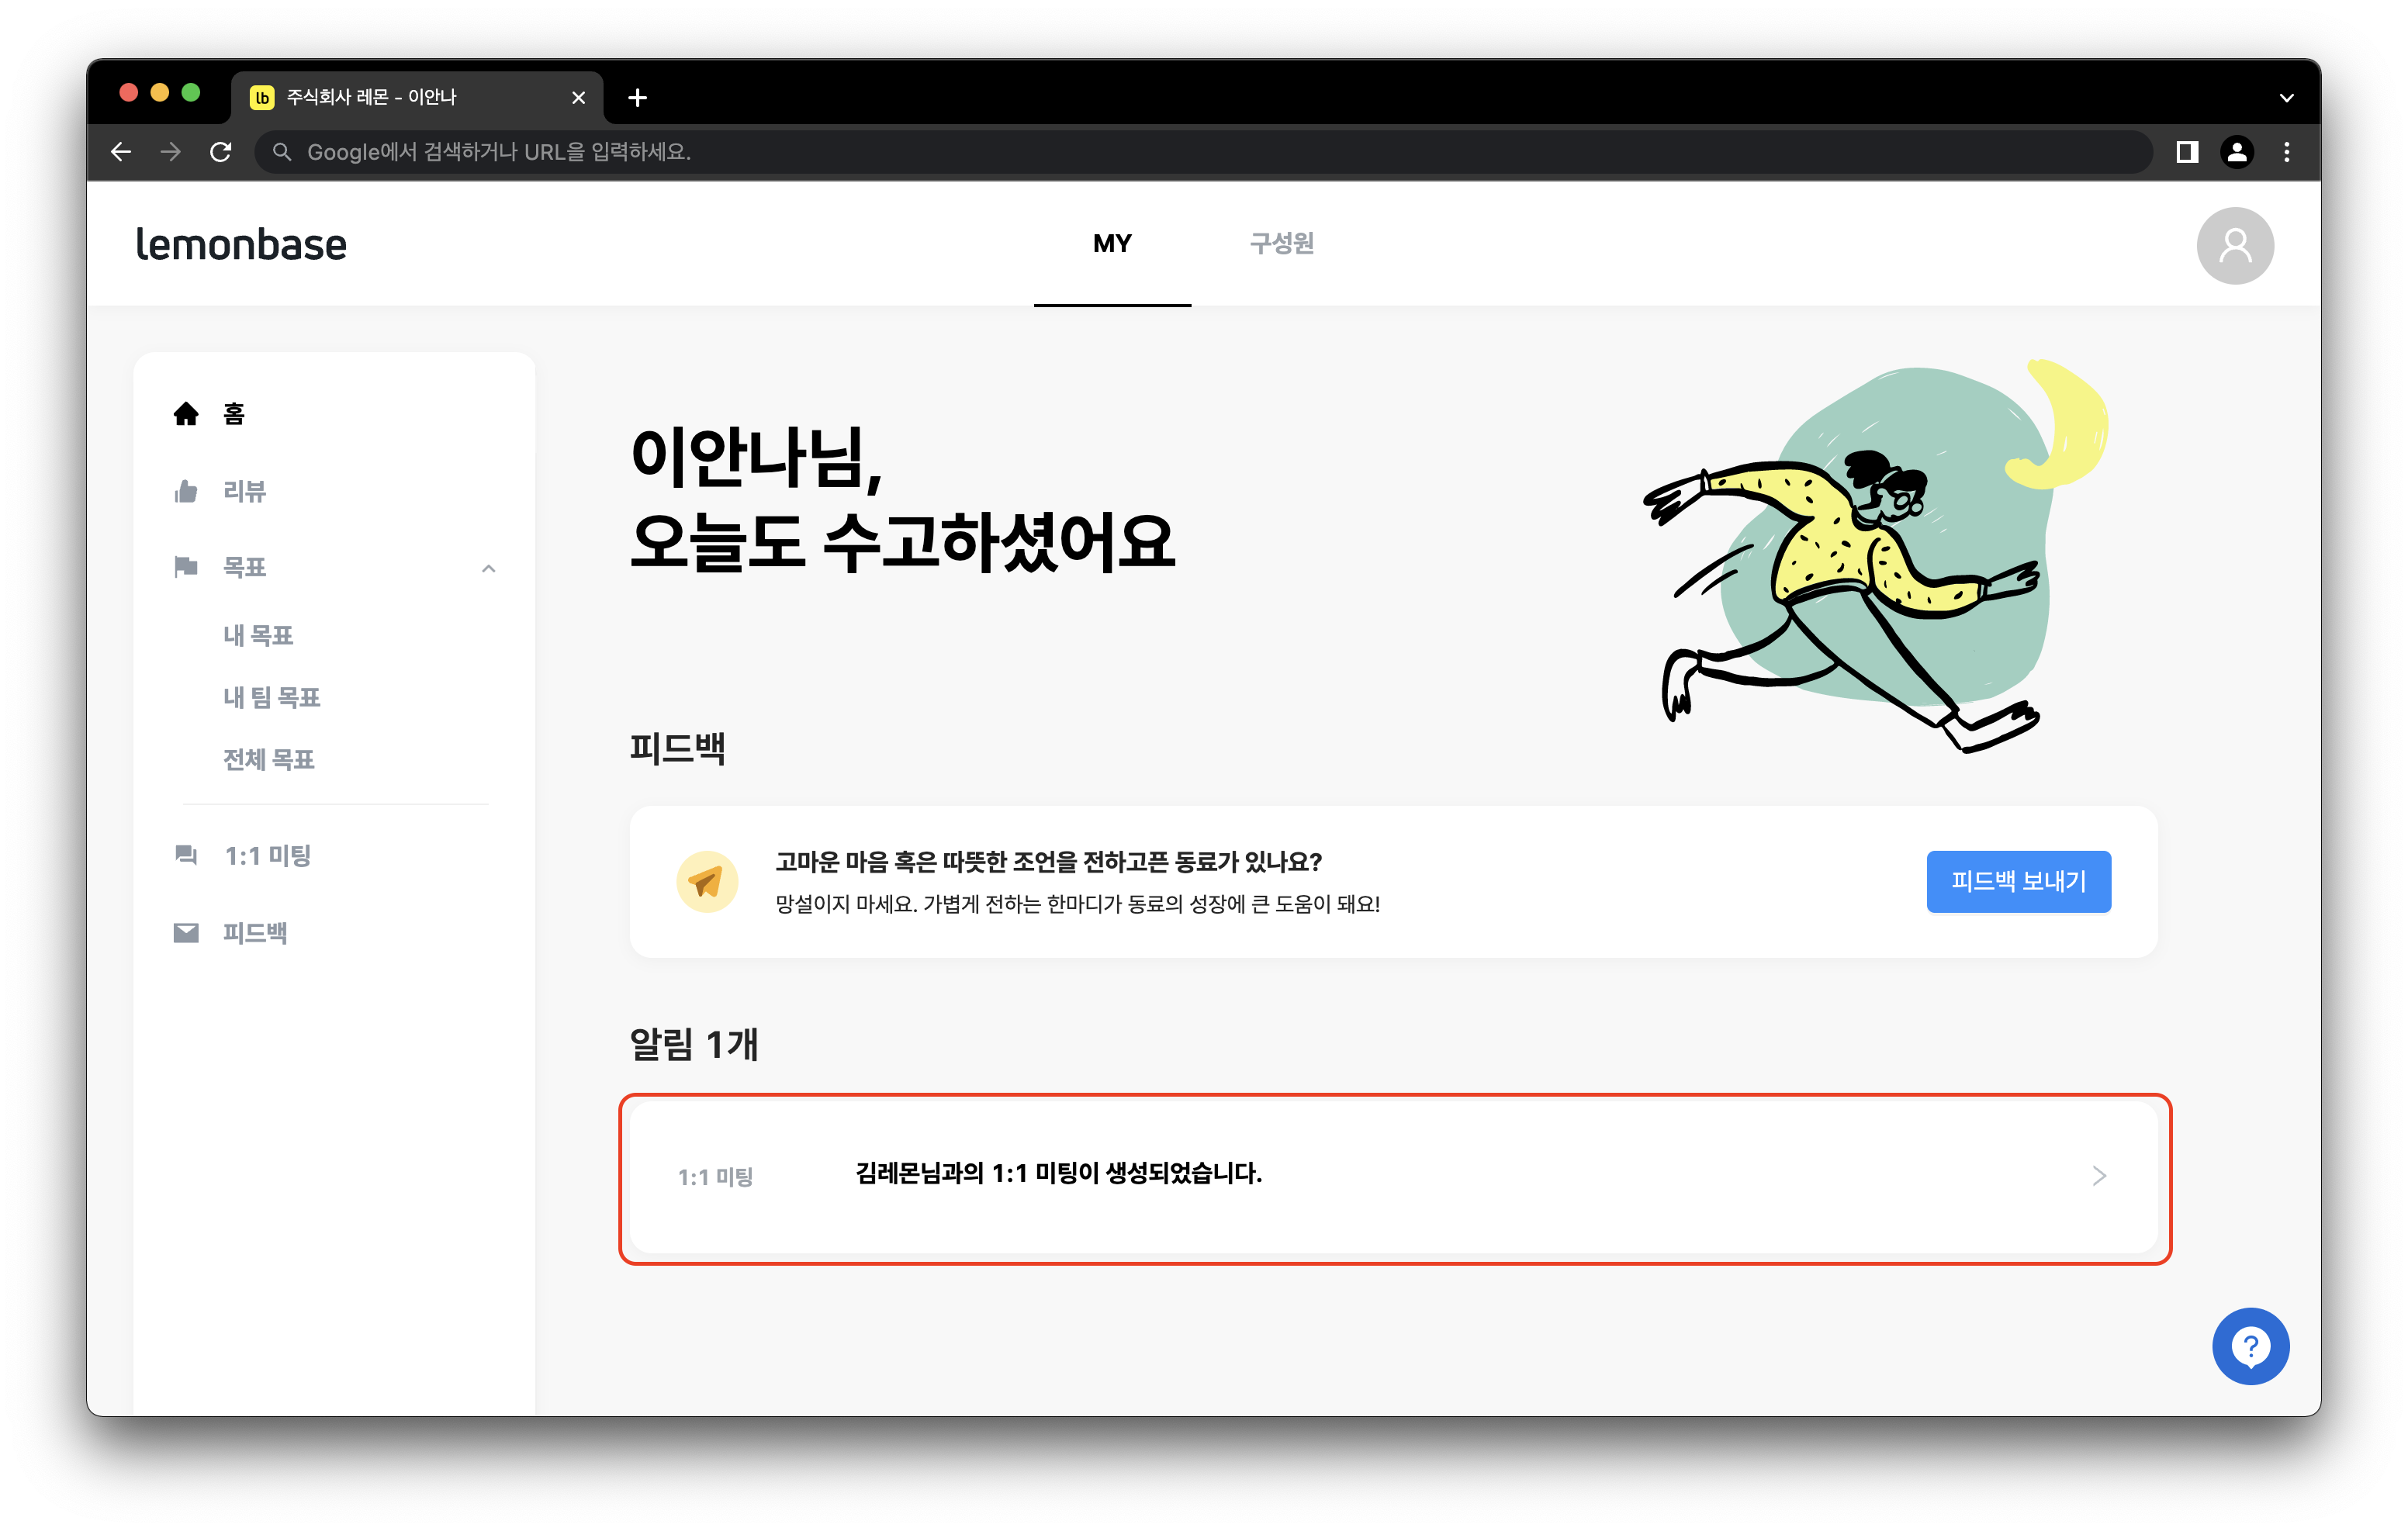 lb 주식회사 레몬 - 이안나
Google에서 검색하거나 URL을 입력하세요.
lemonbase
MY
구성원
홈
리뷰
목표
내 목표
내 팀 목표
전체 목표
1:1 미팅
피드백
이안나님,
오늘도 수고하셨어요
피드백
고마운 마음 혹은 따뜻한 조언을 전하고픈 동료가 있나요?
망설이지 마세요. 가볍게 전하는 한마디가 동료의 성장에 큰 도움이 돼요!
피드백 보내기
알림 1개
1:1 미팅
김레몬님과의 1:1 미팅이 생성되었습니다.
?